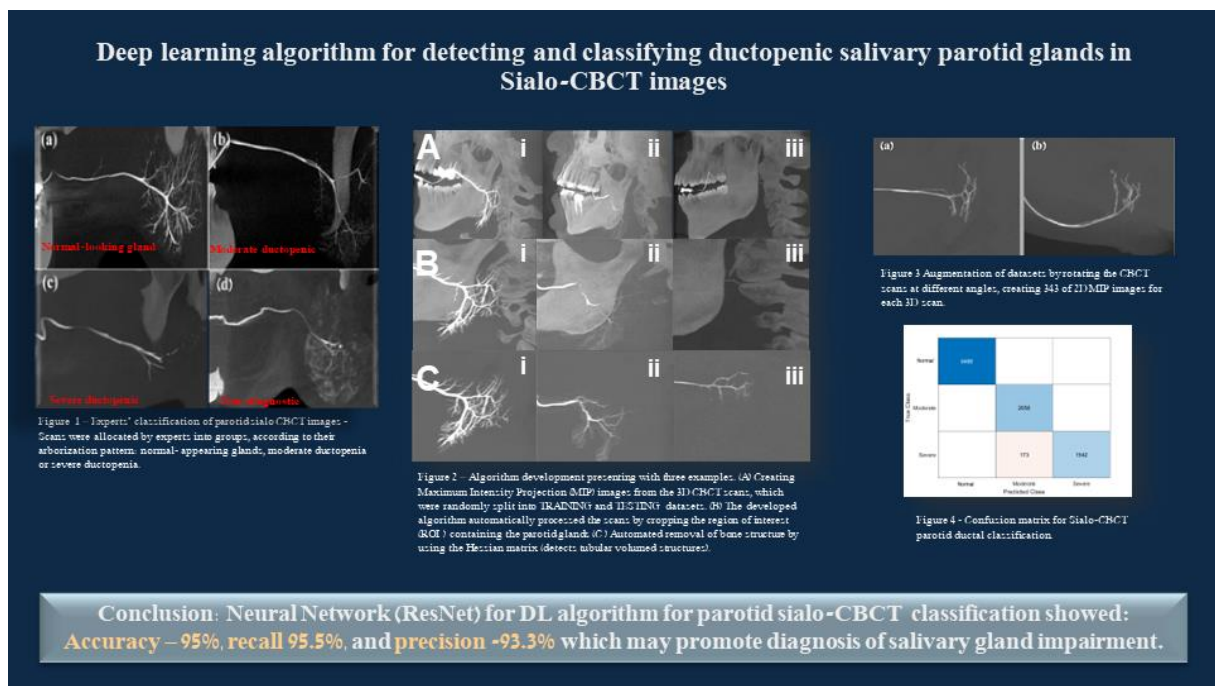 Deep learning algorithm for detecting and classifying ductopenic salivary parotid glands in
Sialo-CBCT images
(a)
(b)
Normal-looking gland
Moderate ductopenic
(c)
(d)
Severe ductopenic
Figure 1 – Experts' classification of parotid sialo CBCT images -
Scans were allocated by experts into groups, according to their
arborization pattern: normal- appearing glands, moderate ductopenia
or severe ductopenia.
A
i
ii
iii
B
i
ii
iii
C
i
ii
iii
Figure 2 – Algorithm development presenting with three examples. (A) Creating
Maximum Intensity Projection (MIP) images from the 3D CBCT scans, which
were randomly split into TRAINING and TESTING datasets. (B) The developed
algorithm automatically processed the scans by cropping the region of interest
(ROI) containing the parotid glands (C) Automated removal of bone structure by
using the Hessian matrix (detects tubular volumed structures).
(a)
(b)
Figure 3 Augmentation of datasets by rotating the CBCT
scans at different angles, creating 343 of 2D MIP images for
each 3D scan.
True Class
Normal
Moderate
Severe
173
1542
Normal
Moderate
Severe
Predicted Class
Figure 4 - Confusion matrix for Sialo-CBCT
parotid ductal classification.
Conclusion: Neural Network (ResNet) for DL algorithm for parotid sialo-CBCT classification showed:
Accuracy – 95%, recall 95.5%, and precision -93.3% which may promote diagnosis of salivary gland impairment.